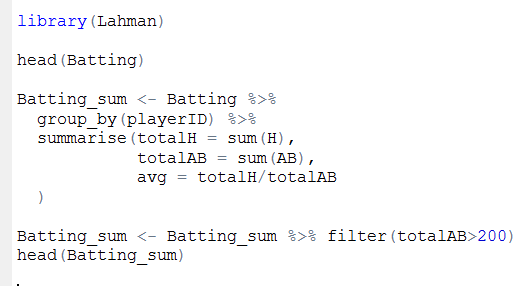 library(Lahman)
head(Batting)
Batting_sum <- Batting %>%
  group_by(playerID) %>%
  summarise(totalH = sum(H),
            totalAB = sum(AB),
            avg = totalH/totalAB
  )
Batting_sum <- Batting_sum %>% filter(totalAB>200)
head(Batting_sum)